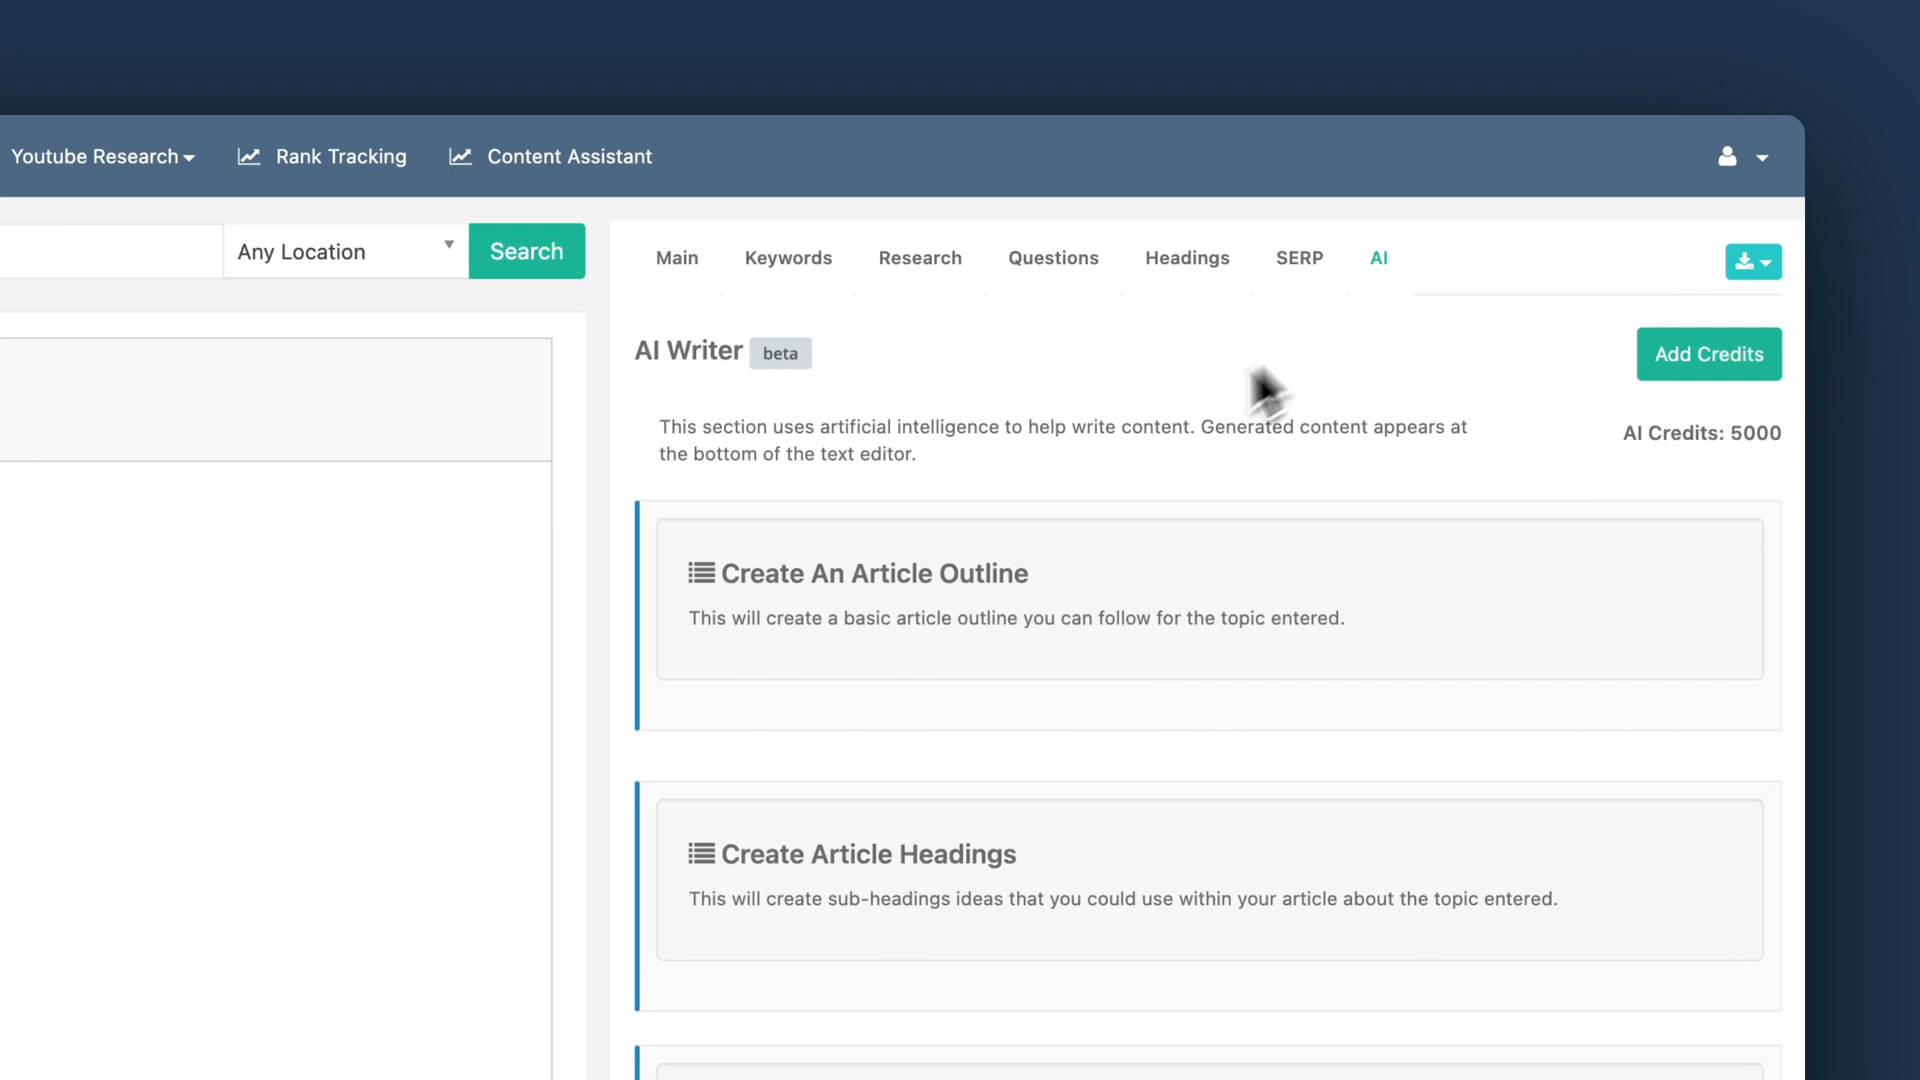 Youtube Research
Rank Tracking
Content Assistant
Any Location
Search
Main
Keywords
Research
Questions
Headings
SERP
AI
AI Writer
beta
Add Credits
This section uses artificial intelligence to help write content. Generated content appears at
the bottom of the text editor.
AI Credits: 5000
Create An Article Outline
This will create a basic article outline you can follow for the topic entered.
Create Article Headings
This will create sub-headings ideas that you could use within your article about the topic entered.